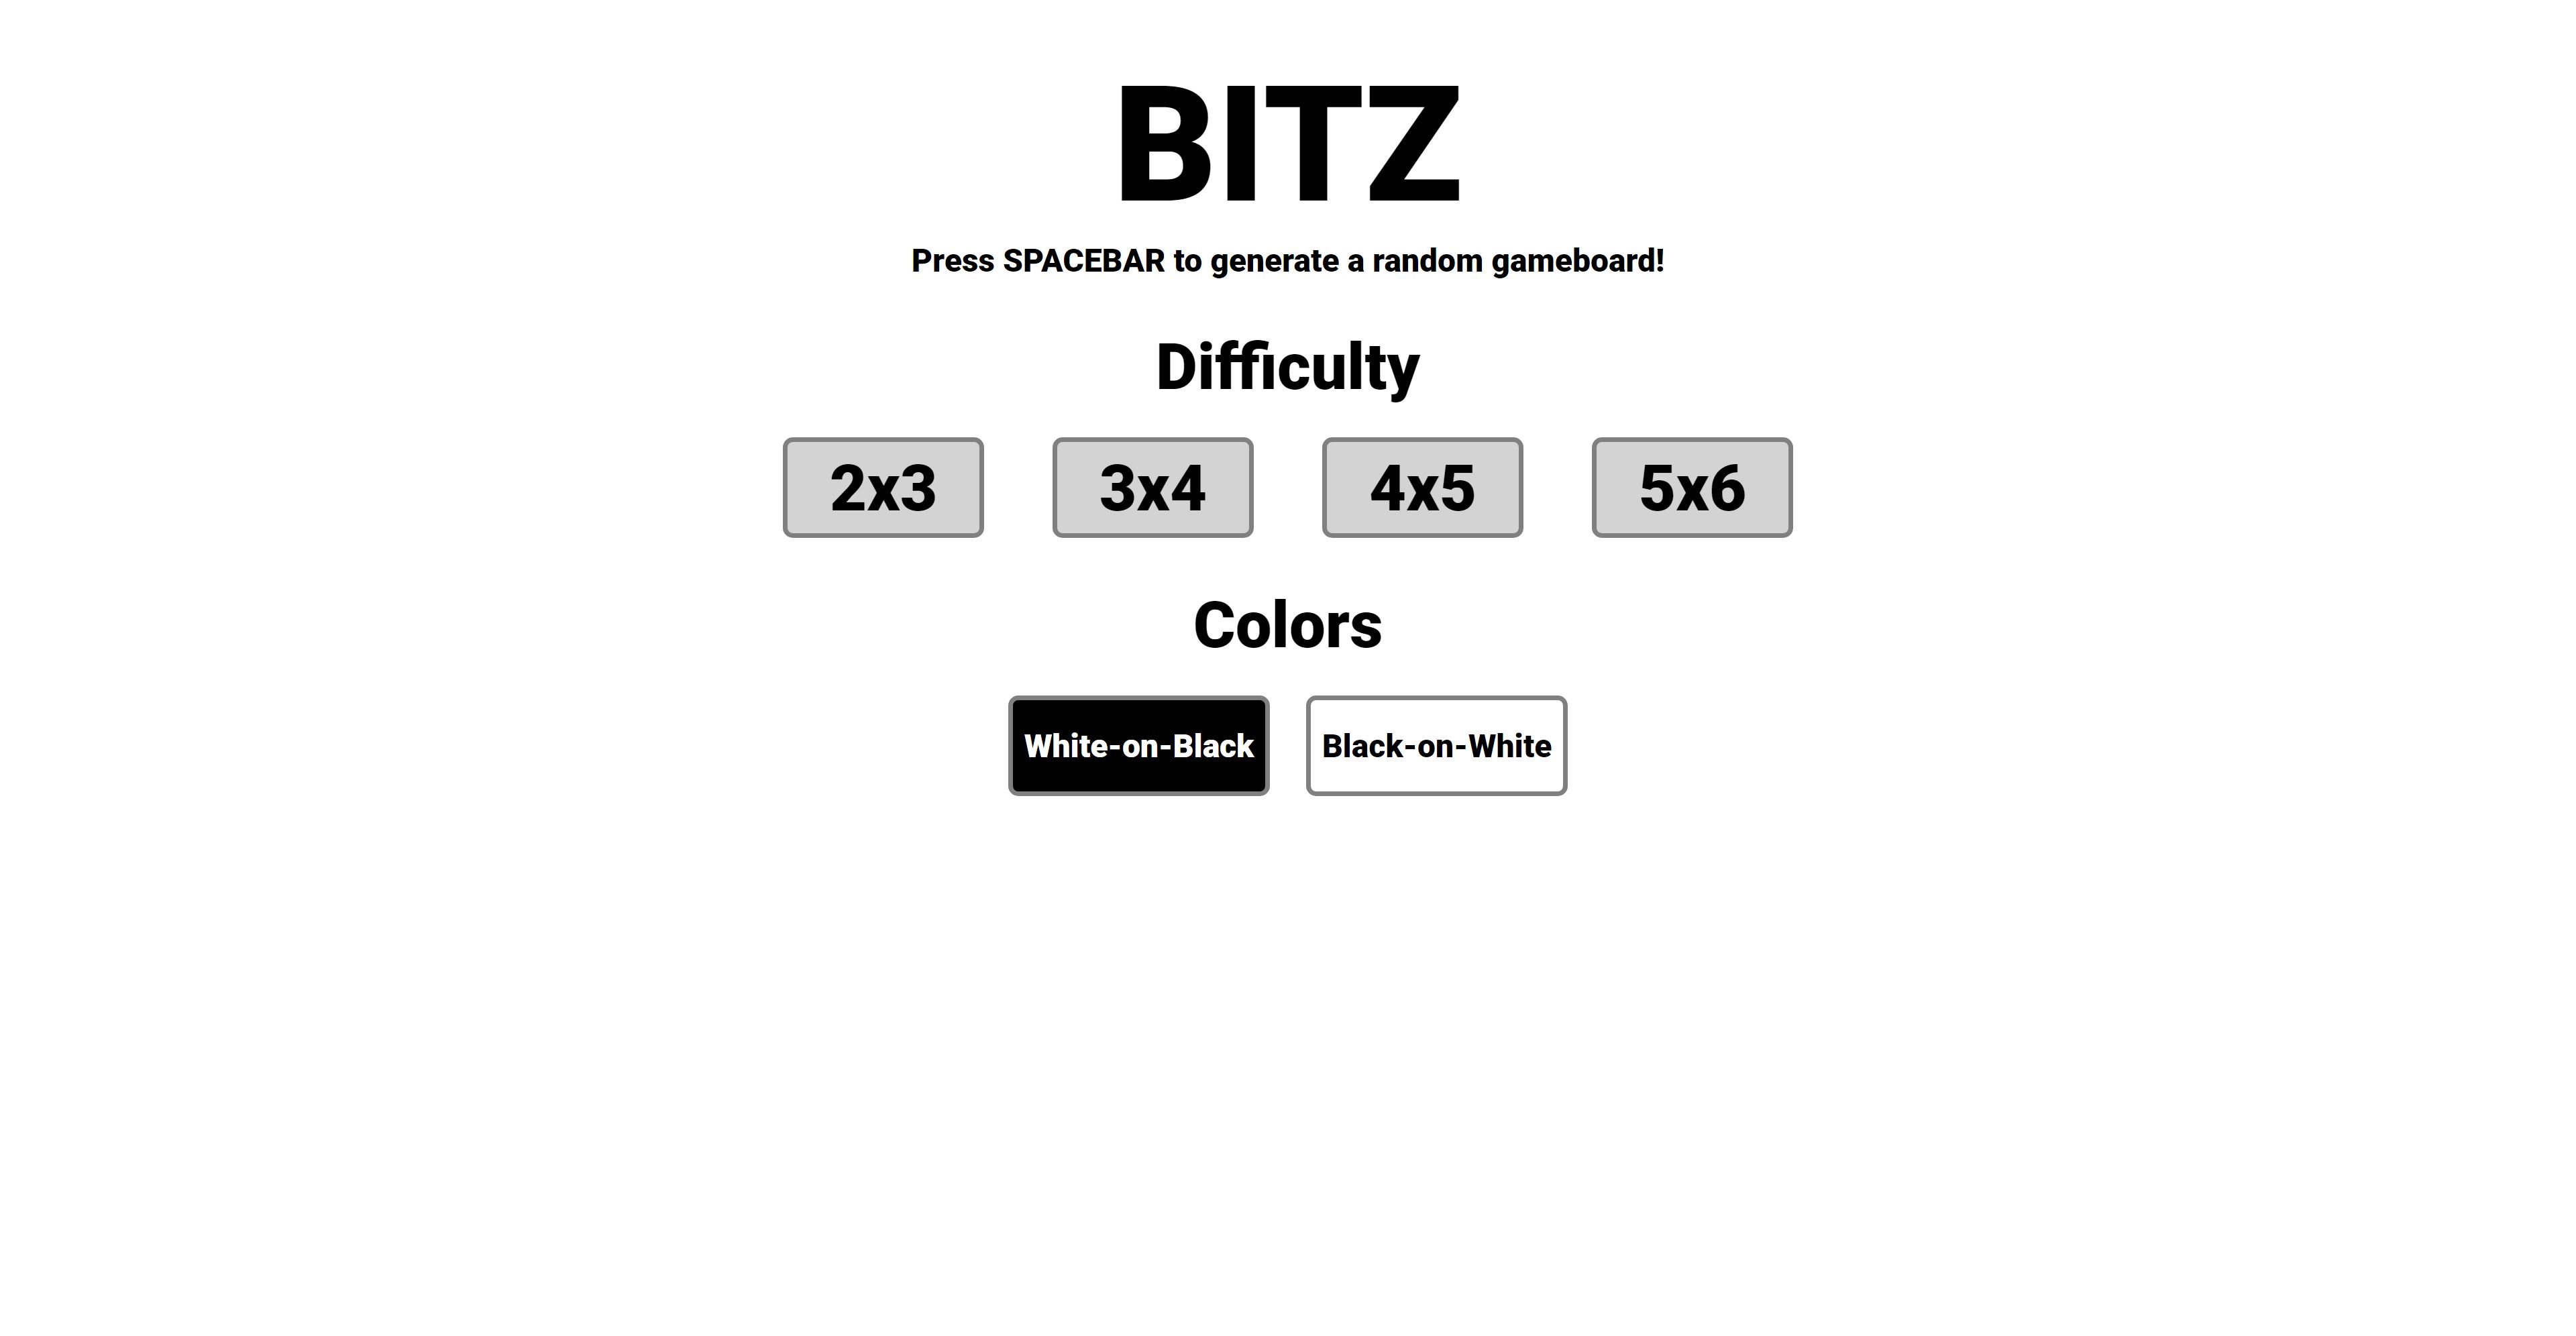 BITZ
Press SPACEBAR to generate a random gameboard!
Difficulty
2x3 3x4 4x5 5x6
Colors
White-on-Black Black-on-White